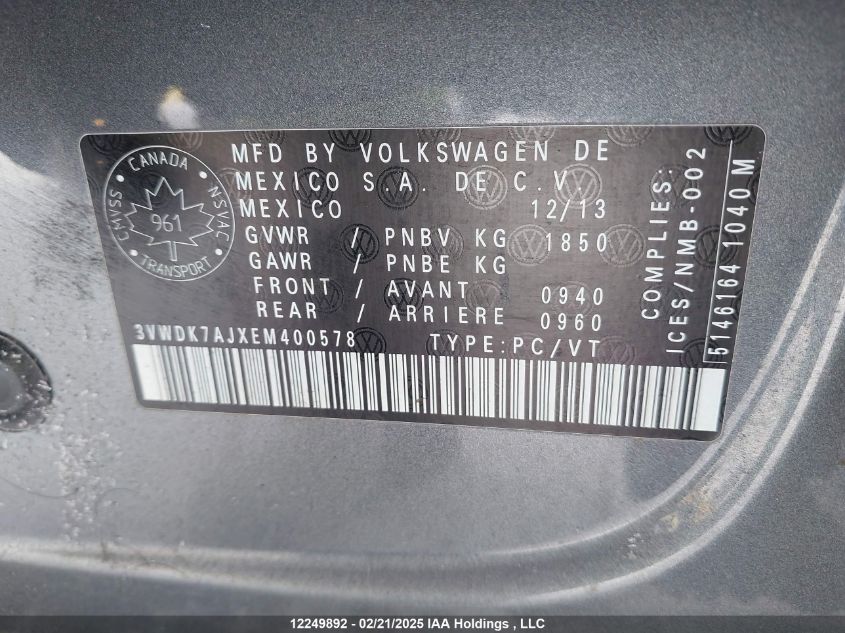 CANADA
CMVSS
NSVAC
961
TRANSPORT
MFD BY VOLKSWAGEN DE
MEXICO S.A. DE C.V.
MEXICO 12/13
GVWR / PNBV KG 1850
GAWR / PNBE KG
FRONT / AVANT 0940
REAR / ARRIERE 0960
3VWDK7AJXEM400578 TYPE:PC/VT
COMPLIES:
ICES/NMB-002
5146164 1040 M
12249892 - 02/21/2025 IAA Holdings , LLC